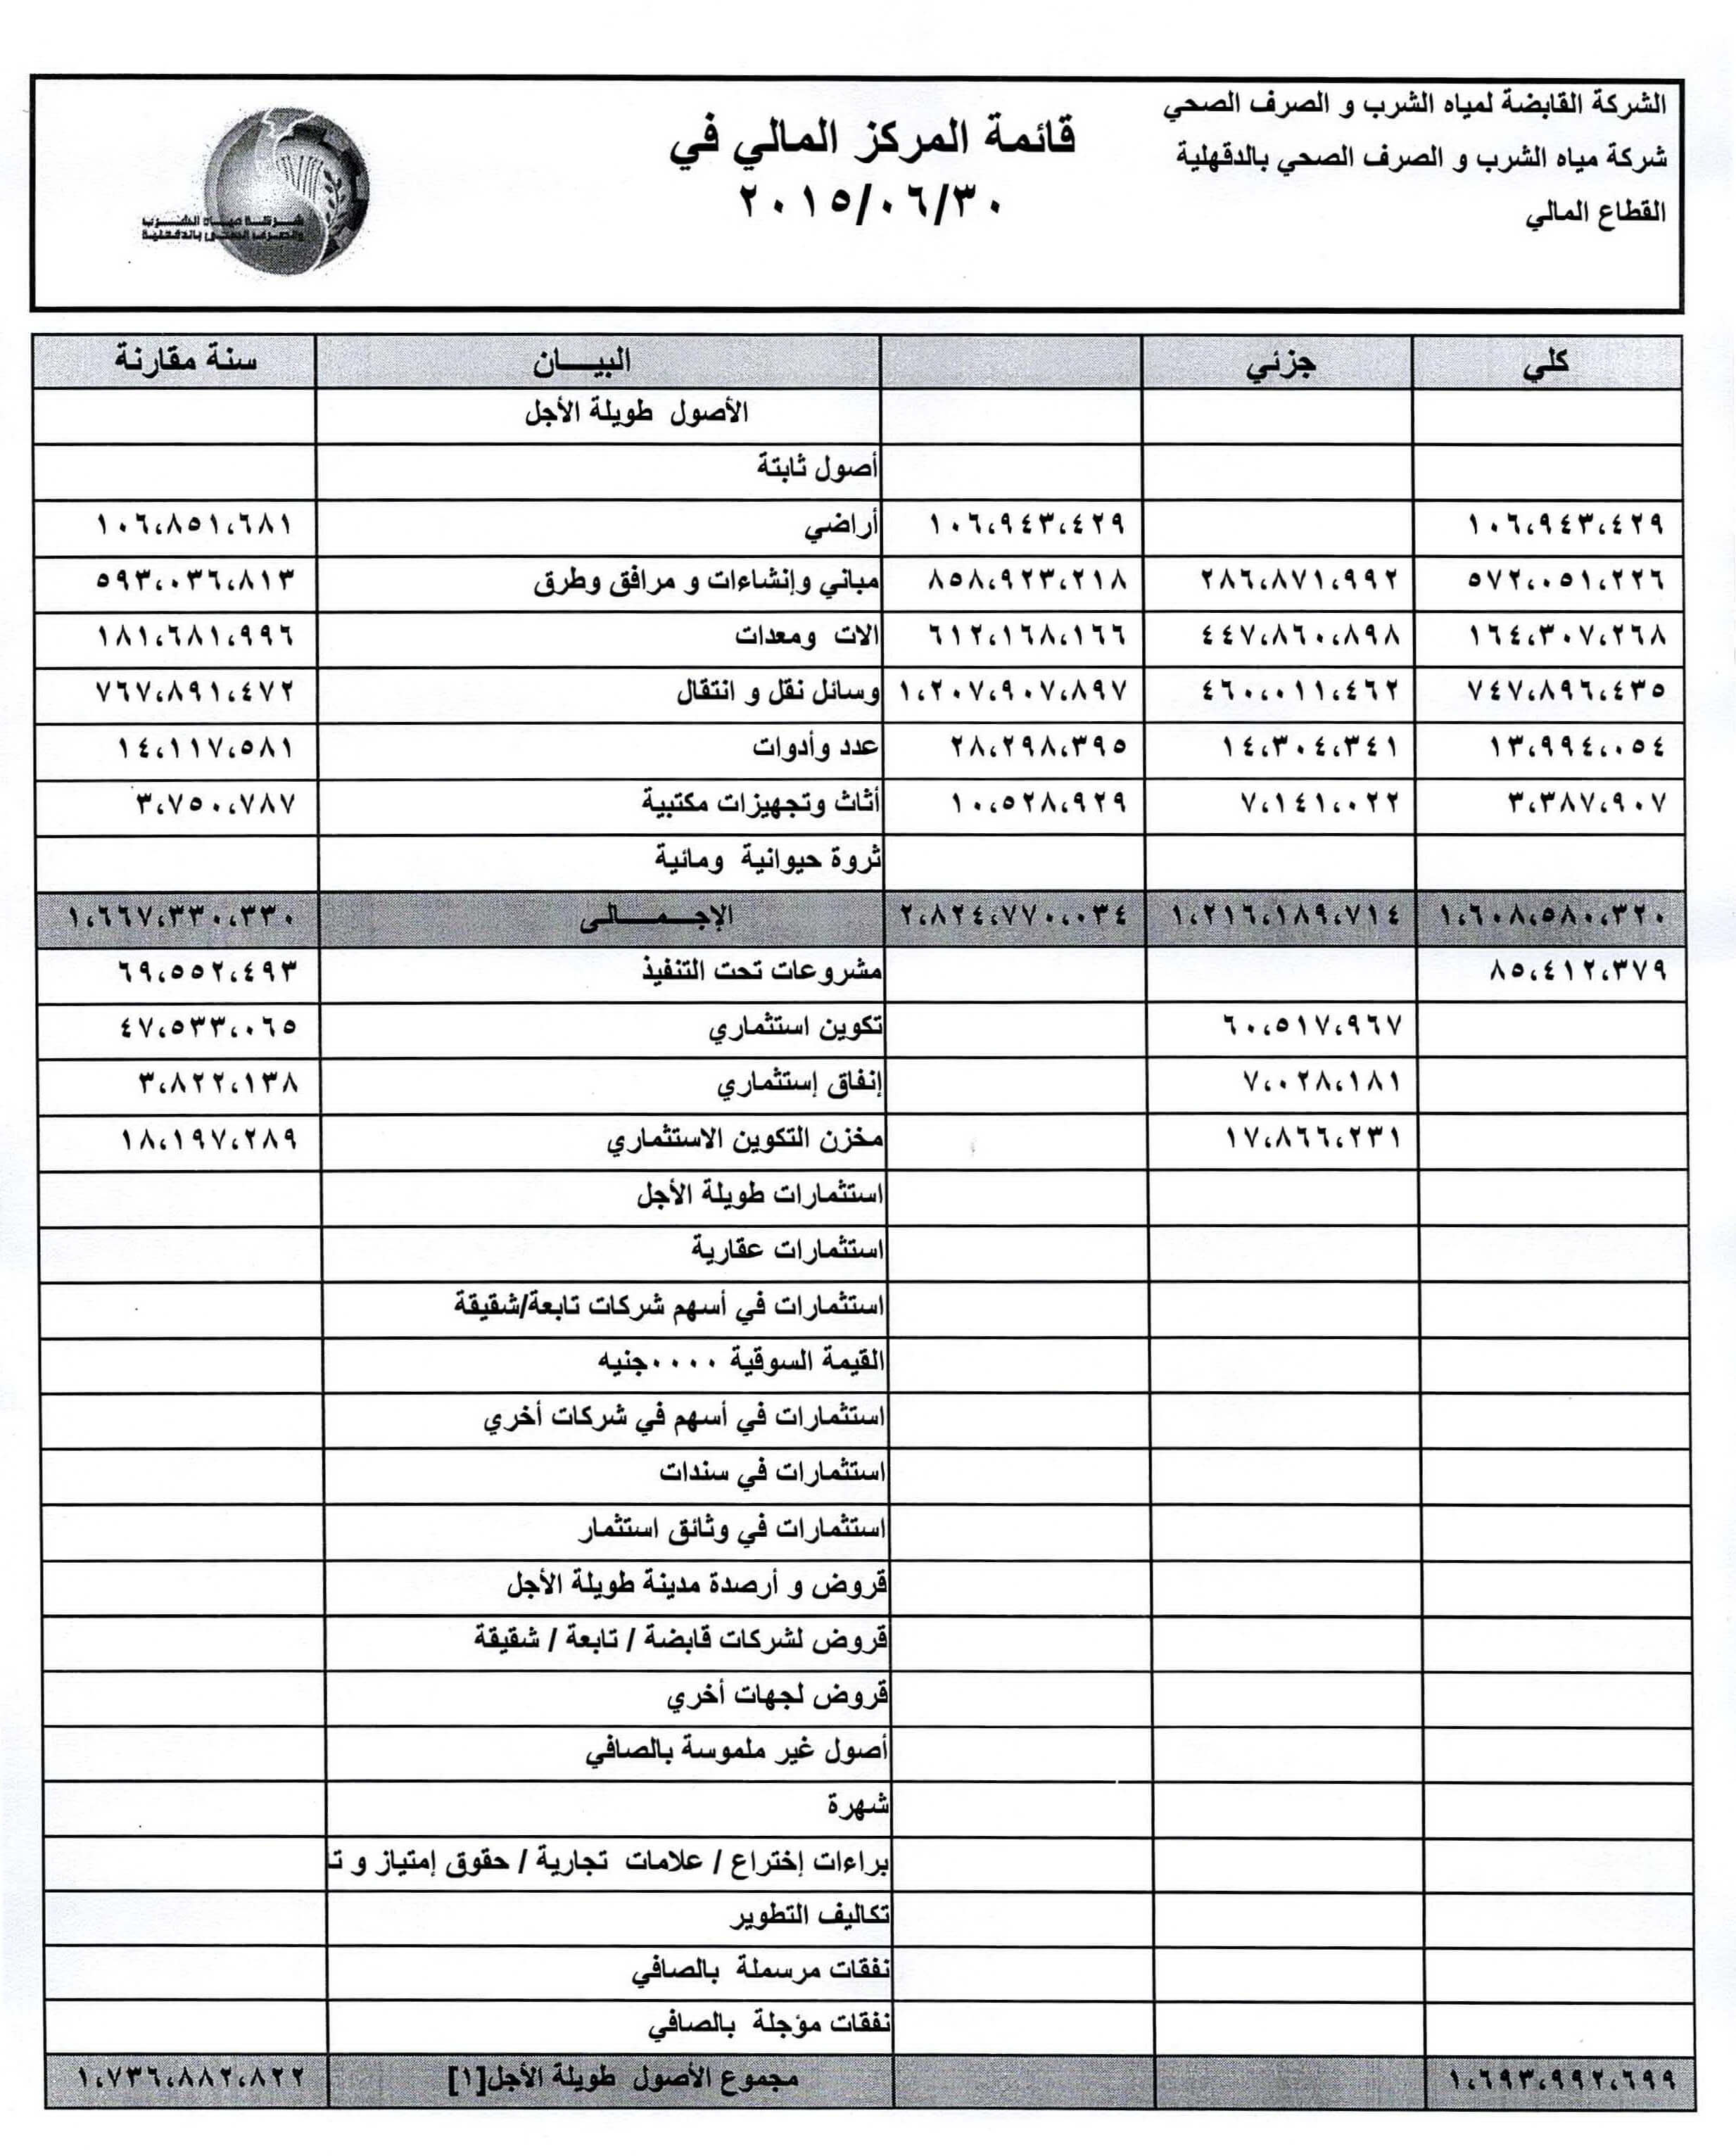 الشركة القابضة لمياه الشرب و الصرف الصحي
شركة مياه الشرب و الصرف الصحي بالدقهلية
القطاع المالي
قائمة المركز المالي في
٢٠١٥/٠٦/٣٠
شركة مياه الشرب
والصرف الصحى بالدقهلية
كلي جزئي البيـــان سنة مقارنة
الأصول طويلة الأجل
أصول ثابتة
١٠٦،٩٤٣،٤٢٩ ١٠٦،٩٤٣،٤٢٩ أراضي ١٠٦،٨٥١،٦٨١
٥٧٢،٠٥١،٢٢٦ ٢٨٦،٨٧١،٩٩٢ ٨٥٨،٩٢٣،٢١٨ مباني وإنشاءات و مرافق وطرق ٥٩٣،٠٣٦،٨١٣
١٦٤،٣٠٧،٢٦٨ ٤٤٧،٨٦٠،٨٩٨ ٦١٢،١٦٨،١٦٦ الات ومعدات ١٨١،٦٨١،٩٩٦
٧٤٧،٨٩٦،٤٣٥ ٤٦٠،٠١١،٤٦٢ ١،٢٠٧،٩٠٧،٨٩٧ وسائل نقل و انتقال ٧٦٧،٨٩١،٤٧٢
١٣،٩٩٤،٠٥٤ ١٤،٣٠٤،٣٤١ ٢٨،٢٩٨،٣٩٥ عدد وأدوات ١٤،١١٧،٥٨١
٣،٣٨٧،٩٠٧ ٧،١٤١،٠٢٢ ١٠،٥٢٨،٩٢٩ أثاث وتجهيزات مكتبية ٣،٧٥٠،٧٨٧
ثروة حيوانية ومائية
١،٦٠٨،٥٨٠،٣٢٠ ١،٢١٦،١٨٩،٧١٤ ٢،٨٢٤،٧٧٠،٠٣٤ الإجـمـــالى ١،٦٦٧،٣٣٠،٣٣٠
٨٥،٤١٢،٣٧٩ مشروعات تحت التنفيذ ٦٩،٥٥٢،٤٩٣
٦٠،٥١٧،٩٦٧ تكوين استثماري ٤٧،٥٣٣،٠٦٥
٧،٠٢٨،١٨١ إنفاق إستثماري ٣،٨٢٢،١٣٨
١٧،٨٦٦،٢٣١ مخزن التكوين الاستثماري ١٨،١٩٧،٢٨٩
استثمارات طويلة الأجل
استثمارات عقارية
استثمارات في أسهم شركات تابعة/شقيقة
القيمة السوقية ٠٠٠٠جنيه
استثمارات في أسهم في شركات أخري
استثمارات في سندات
استثمارات في وثائق استثمار
قروض و أرصدة مدينة طويلة الأجل
قروض لشركات قابضة / تابعة / شقيقة
قروض لجهات أخري
أصول غير ملموسة بالصافي
شهرة
براءات إختراع / علامات تجارية / حقوق إمتياز و تـ
تكاليف التطوير
نفقات مرسملة بالصافي
نفقات مؤجلة بالصافي
١،٦٩٣،٩٩٢،٦٩٩ مجموع الأصول طويلة الأجل[١] ١،٧٣٦،٨٨٢،٨٢٢